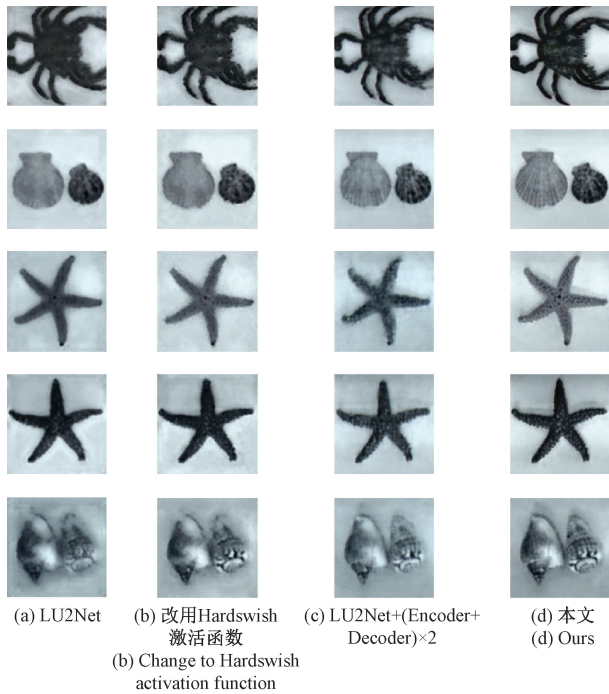 (a) LU2Net
(b) 改用Hardswish
激活函数
(b) Change to Hardswish
activation function
(c) LU2Net+(Encoder+
Decoder)×2
(d) 本文
(d) Ours